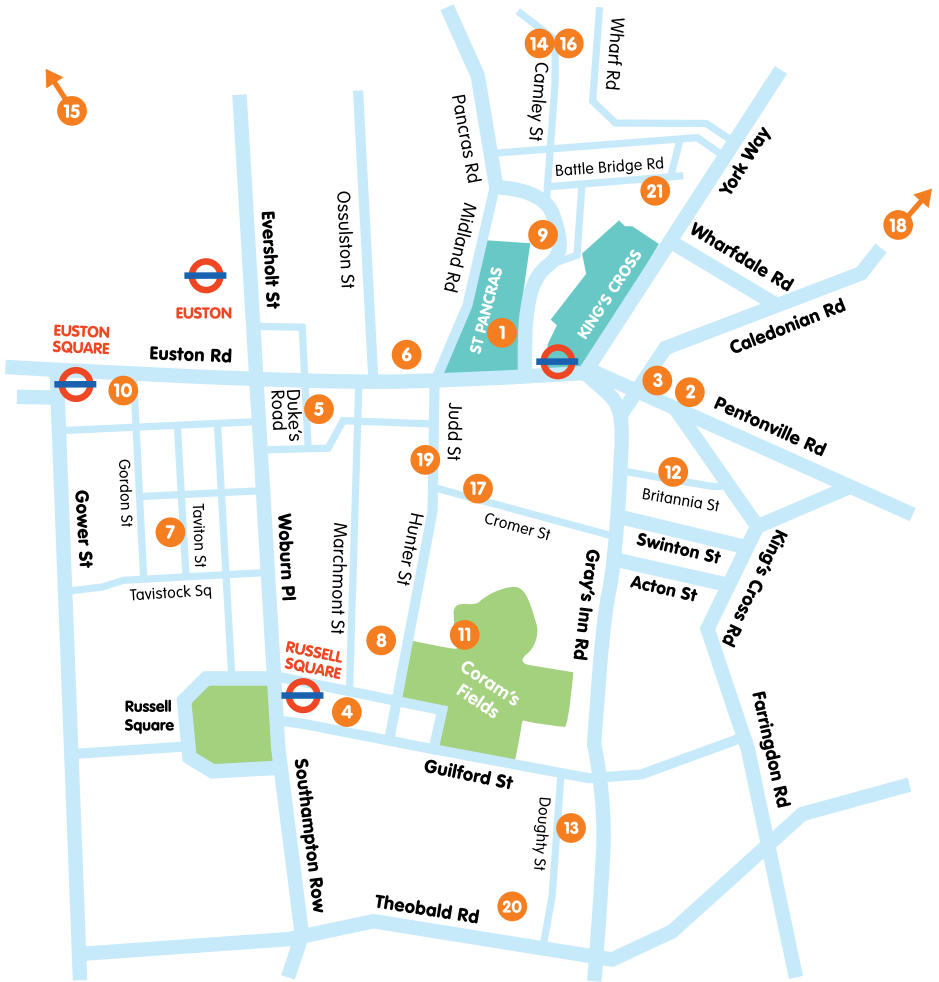 14
16
Wharf Rd
Camley St
15
Pancras Rd
Battle Bridge Rd
York Way
21
Ossulston St
Midland Rd
Eversholt St
9
18
Wharfdale Rd
EUSTON
ST PANCRAS
KING'S CROSS
1
Caledonian Rd
EUSTON
SQUARE
Euston Rd
6
10
3
2
Duke's
Road
5
Judd St
Pentonville Rd
19
17
12
Britannia St
Gordon St
Gower St
7
Taviton St
Woburn Pl
Marchmont St
Hunter St
Cromer St
Swinton St
Acton St
King's Cross Rd
Gray's Inn Rd
Tavistock Sq
8
11
RUSSELL
SQUARE
Coram's
Fields
4
Russell
Square
Guilford St
Farringdon Rd
Southampton Row
Doughty St
13
Theobald Rd
20